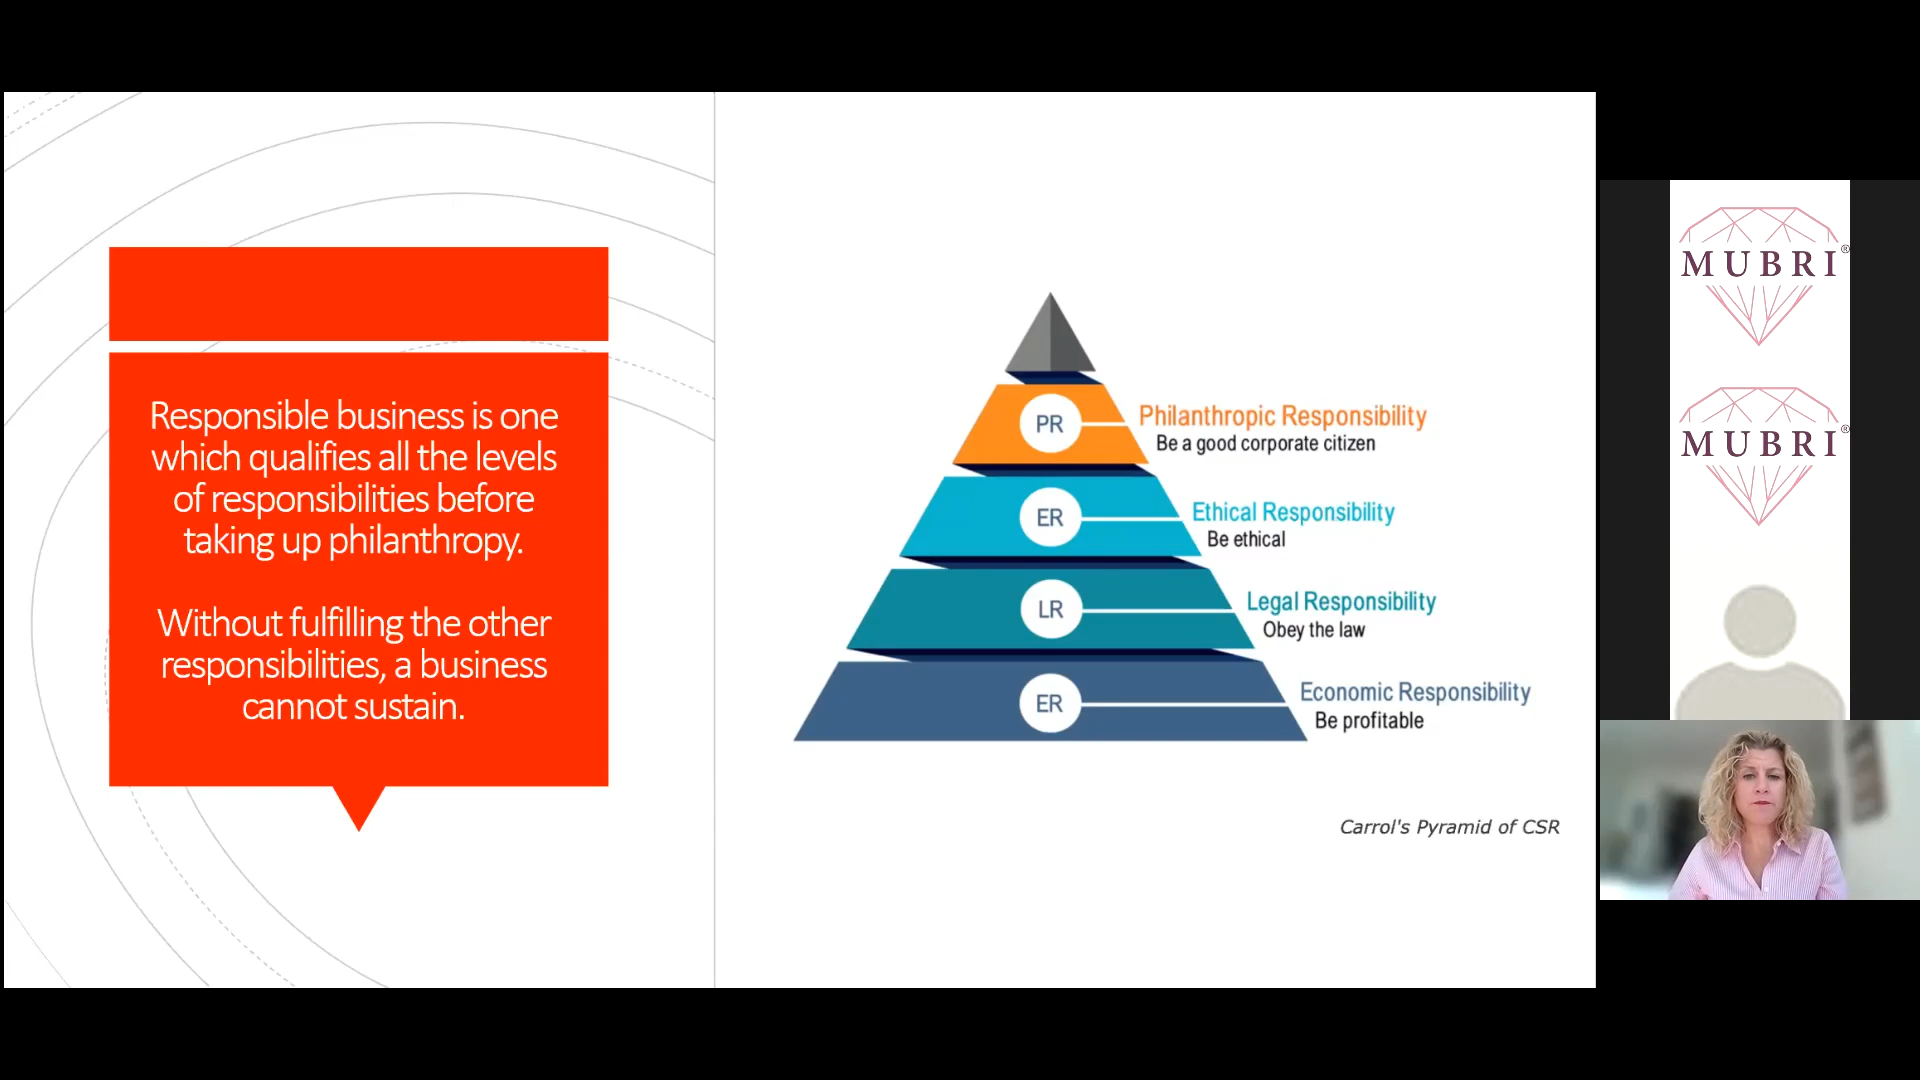 Responsible business is one
which qualifies all the levels
of responsibilities before
taking up philanthropy.
Without fulfilling the other
responsibilities, a business
cannot sustain.
PR
Philanthropic Responsibility
Be a good corporate citizen
ER
Ethical Responsibility
Be ethical
LR
Legal Responsibility
Obey the law
ER
Economic Responsibility
Be profitable
Carrol's Pyramid of CSR
MUBRI®
MUBRI®